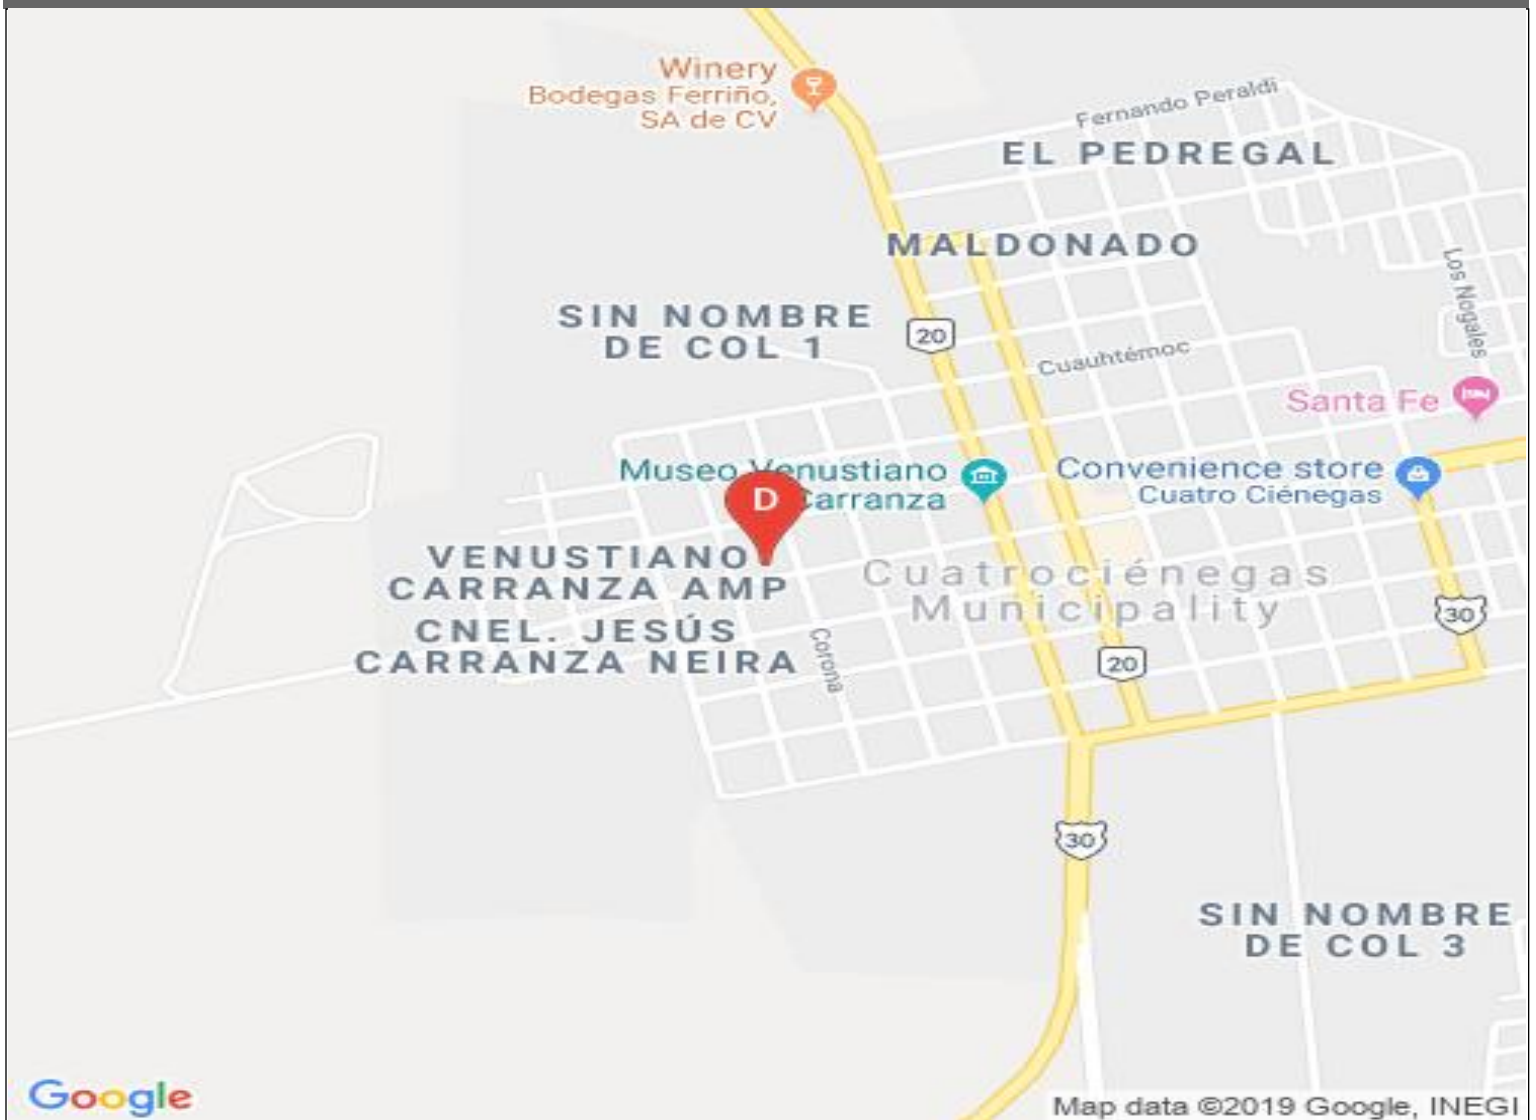 Winery
Bodegas Ferriño,
SA de CV
Fernando Peraldi
EL PEDREGAL
MALDONADO
SIN NOMBRE
DE COL 1
20
Los Nogales
Cuauhtémoc
Santa Fe
Museo Venustiano
Carranza
D
Convenience store
Cuatro Ciénegas
VENUSTIANO
CARRANZA AMP
Cuatrociénegas
Municipality
30
CNEL. JESÚS
CARRANZA NEIRA
Corona
20
30
SIN NOMBRE
DE COL 3
Google
Map data ©2019 Google, INEGI